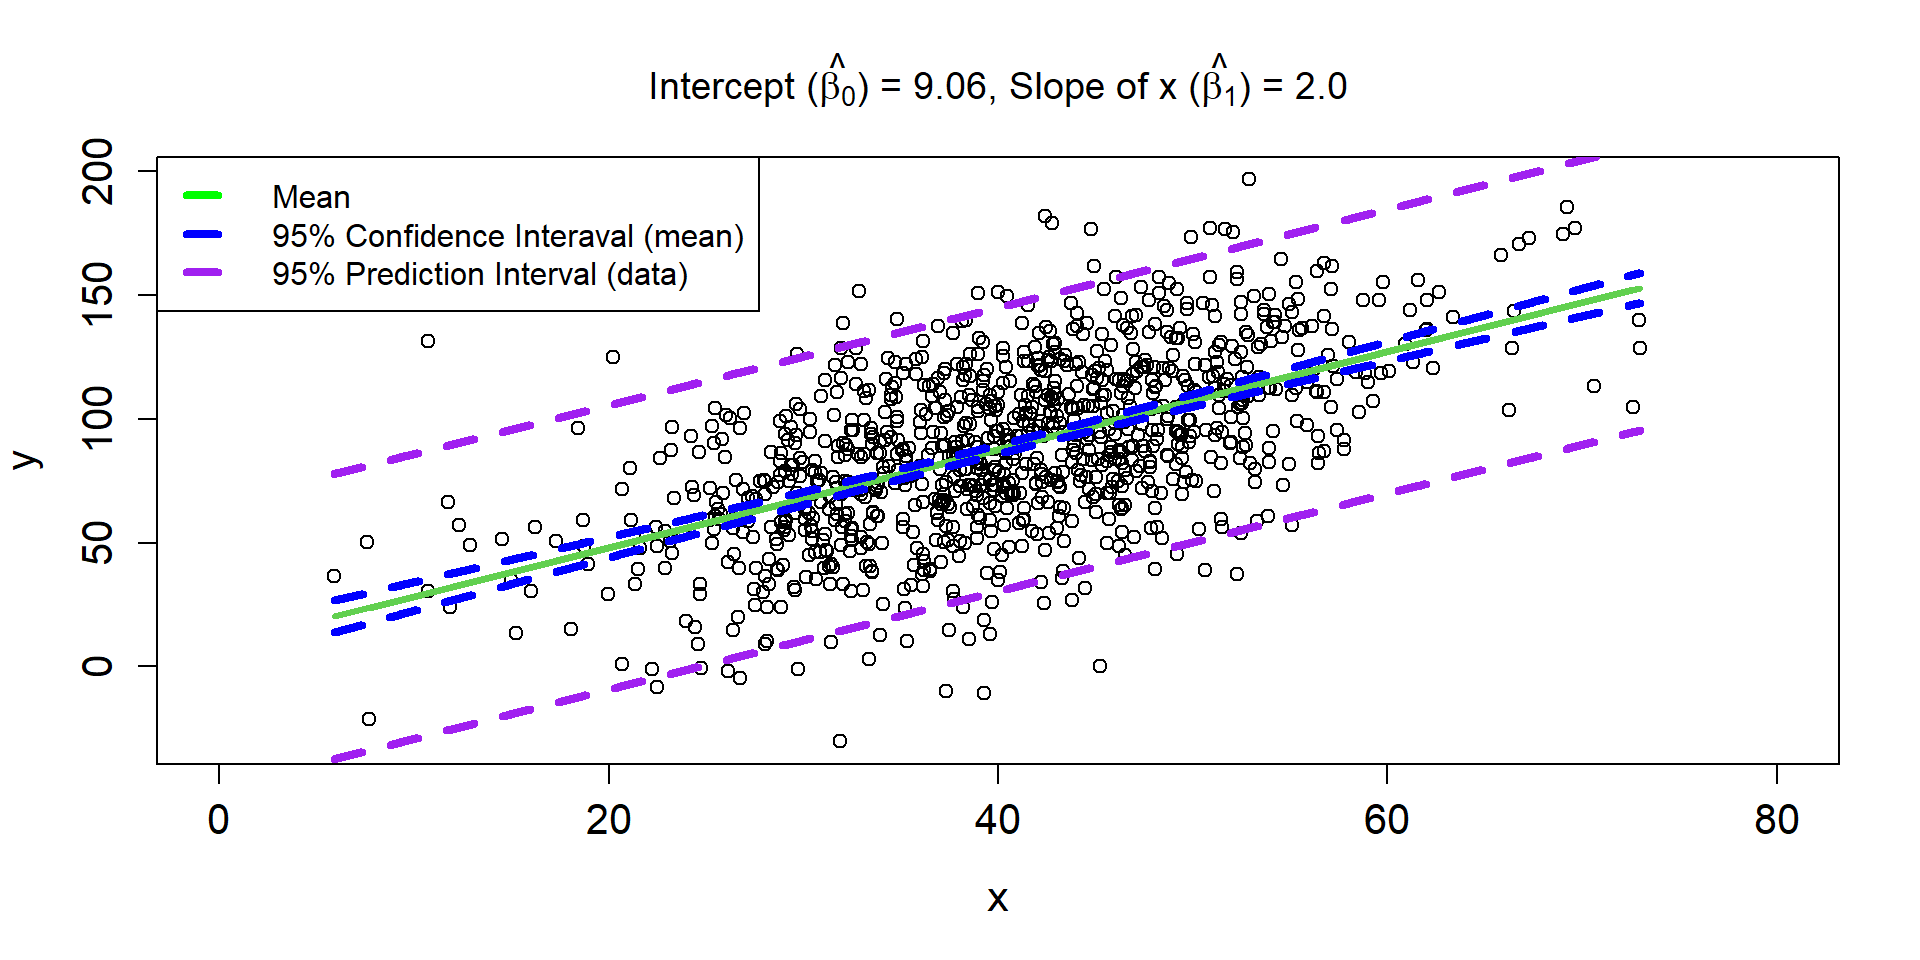 Intercept (β̂₀) = 9.06, Slope of x (β̂₁) = 2.0
Mean
95% Confidence Interaval (mean)
95% Prediction Interval (data)
200
150
100
50
0
y
0 20 40 60 80
x